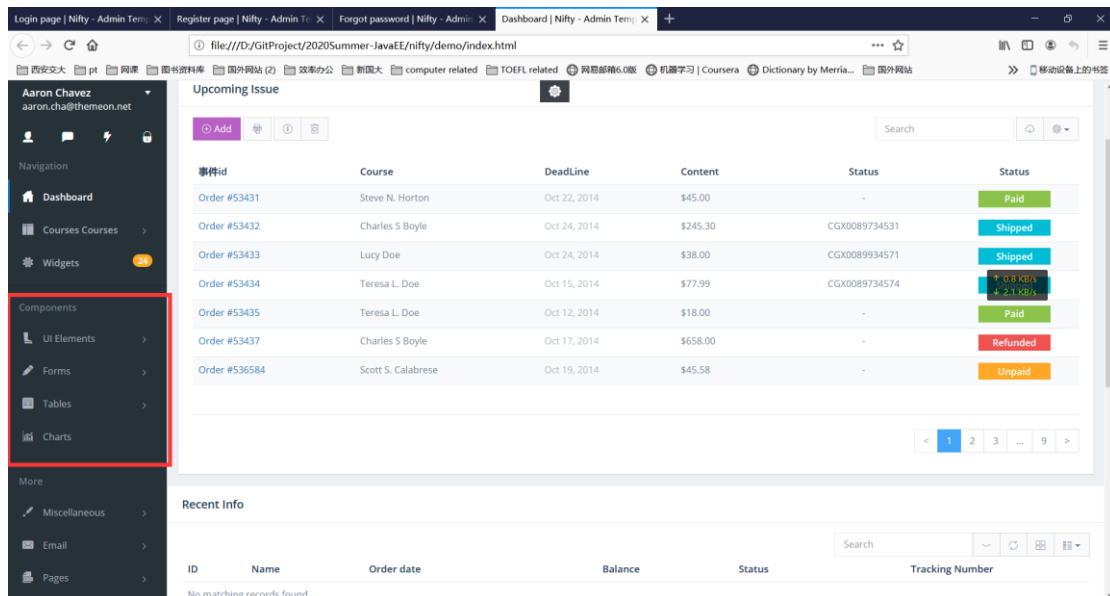 Login page | Nifty - Admin Temp
Register page | Nifty - Admin Te
Forgot password | Nifty - Admin
Dashboard | Nifty - Admin Temp
file:///D:/GitProject/2020Summer-JavaEE/nifty/demo/index.html
西安交大 pt 网课 图书资料库 国外网站 (2) 效率办公 新国大 computer related TOEFL related 网易邮箱6.0版 机器学习 | Coursera Dictionary by Merria... 国外网站 移动设备上的书签
Aaron Chavez
aaron.cha@themeon.net
Navigation
Dashboard
Courses Courses
Widgets 24
Components
UI Elements
Forms
Tables
Charts
More
Miscellaneous
Email
Pages
Upcoming Issue
Add
Search
事件id Course DeadLine Content Status Status
Order #53431 Steve N. Horton Oct 22, 2014 $45.00 - Paid
Order #53432 Charles S Boyle Oct 24, 2014 $245.30 CGX0089734531 Shipped
Order #53433 Lucy Doe Oct 24, 2014 $38.00 CGX0089934571 Shipped
Order #53434 Teresa L. Doe Oct 15, 2014 $77.99 CGX0089734574
↑ 0.8 KB/s
↓ 2.1 KB/s
Order #53435 Teresa L. Doe Oct 12, 2014 $18.00 - Paid
Order #53437 Charles S Boyle Oct 17, 2014 $658.00 - Refunded
Order #536584 Scott S. Calabrese Oct 19, 2014 $45.58 - Unpaid
< 1 2 3 ... 9 >
Recent Info
Search
ID Name Order date Balance Status Tracking Number
No matching records found